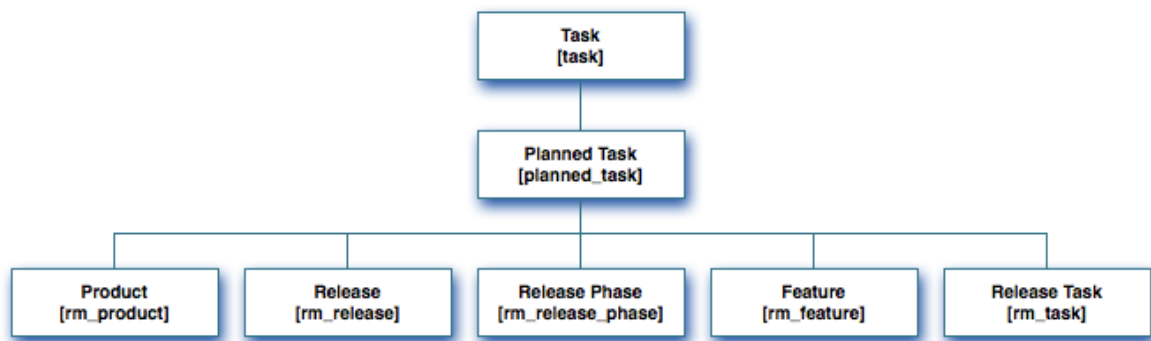 Task
[task]
Planned Task
[planned_task]
Product
[rm_product]
Release
[rm_release]
Release Phase
[rm_release_phase]
Feature
[rm_feature]
Release Task
[rm_task]